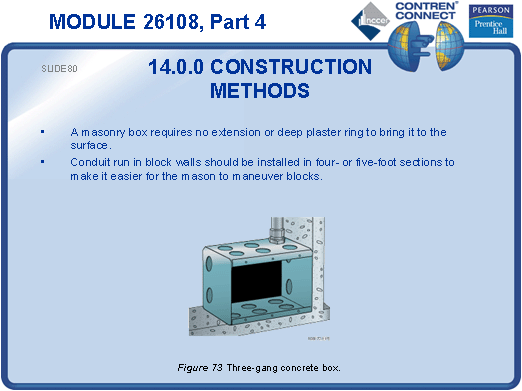 MODULE 26108, Part 4
nccer
CONTREN®
CONNECT
PEARSON
Prentice
Hall
SLIDE 80
14.0.0 CONSTRUCTION
METHODS
• A masonry box requires no extension or deep plaster ring to bring it to the
surface.
• Conduit run in block walls should be installed in four- or five-foot sections to
make it easier for the mason to maneuver blocks.
Figure 73 Three-gang concrete box.